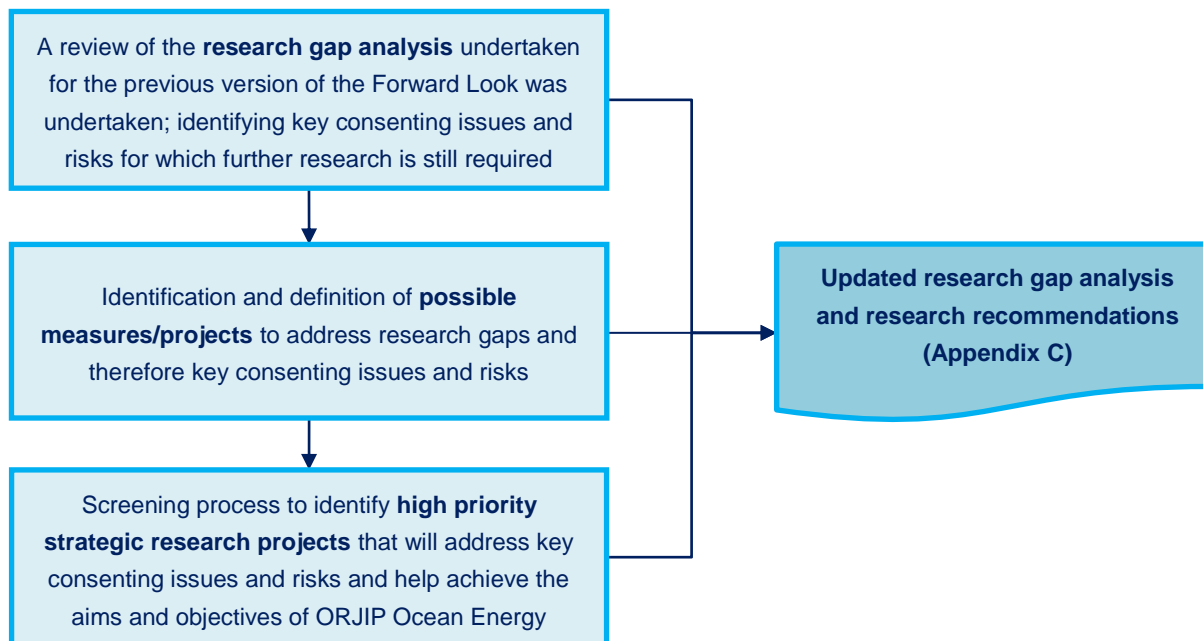 A review of the research gap analysis undertaken
for the previous version of the Forward Look was
undertaken; identifying key consenting issues and
risks for which further research is still required
Identification and definition of possible
measures/projects to address research gaps and
therefore key consenting issues and risks
Screening process to identify high priority
strategic research projects that will address key
consenting issues and risks and help achieve the
aims and objectives of ORJIP Ocean Energy
Updated research gap analysis
and research recommendations
(Appendix C)